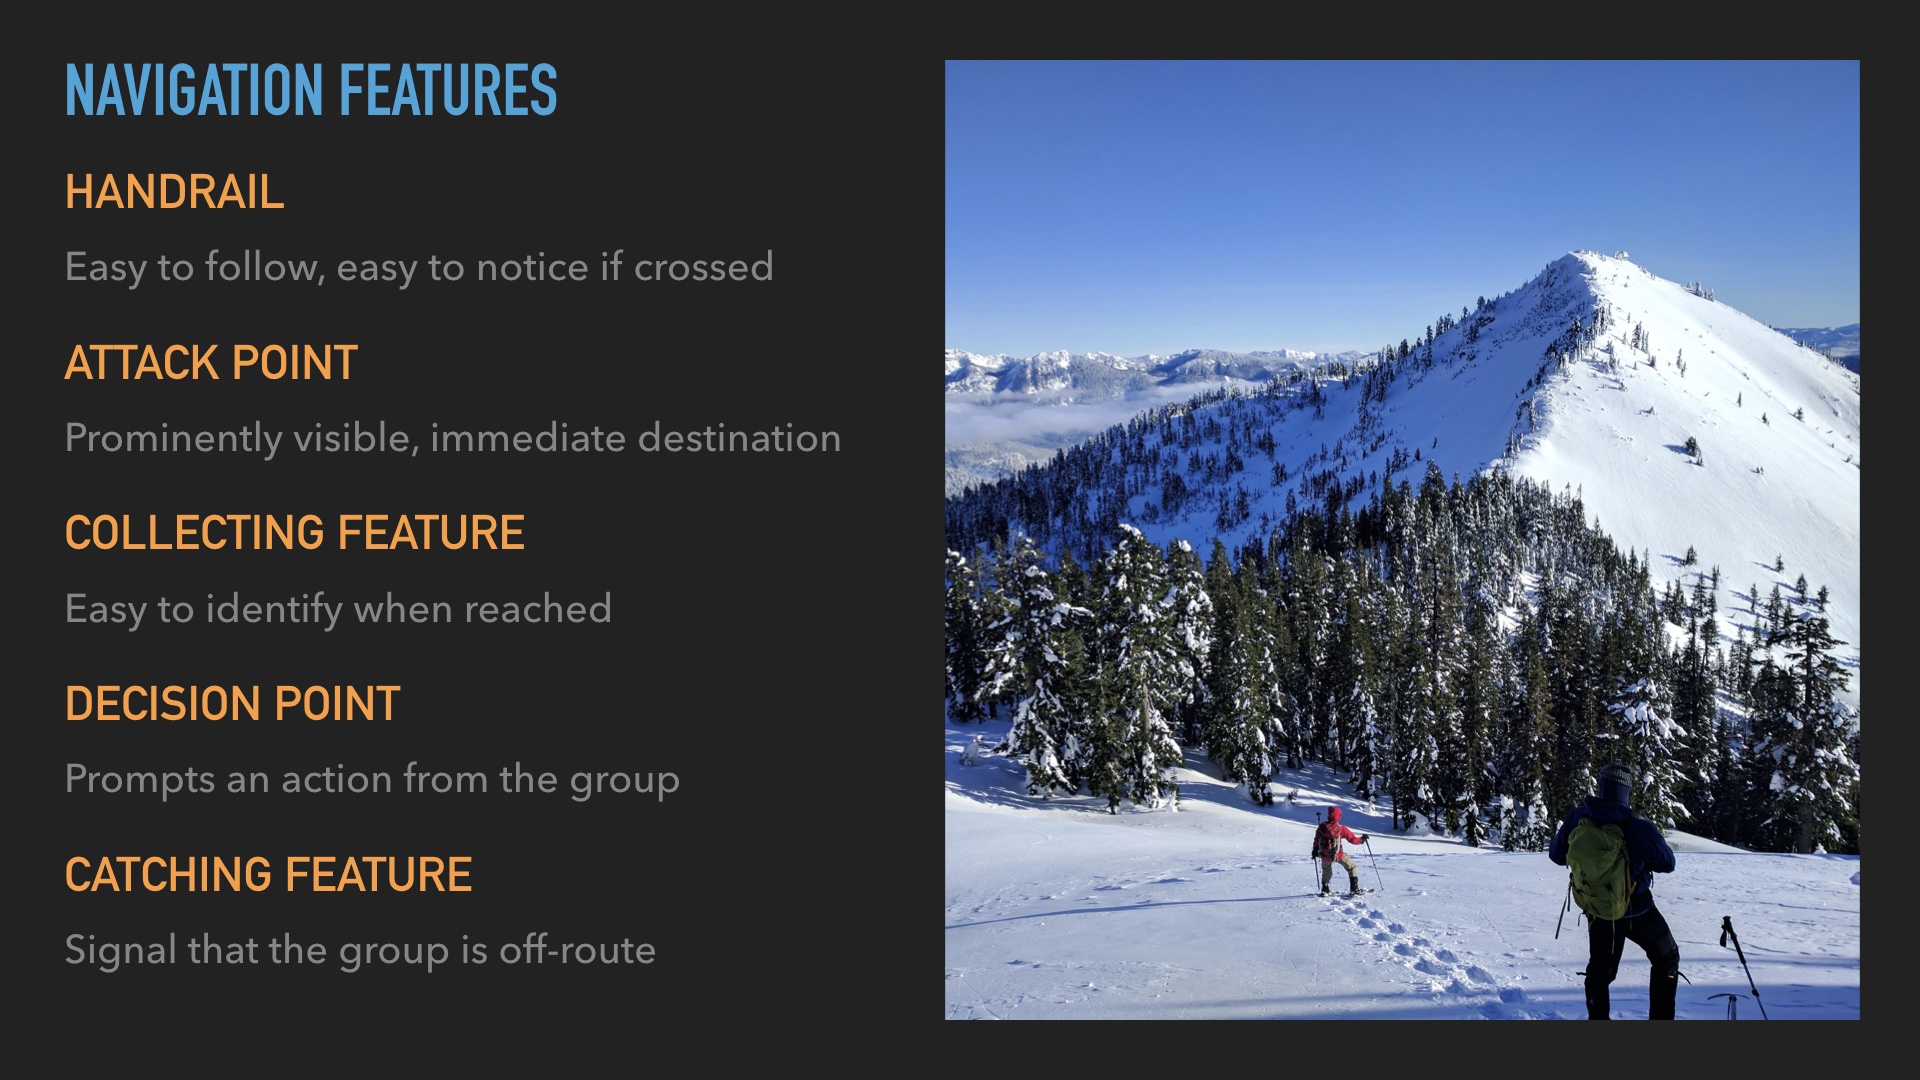 NAVIGATION FEATURES
HANDRAIL
Easy to follow, easy to notice if crossed
ATTACK POINT
Prominently visible, immediate destination
COLLECTING FEATURE
Easy to identify when reached
DECISION POINT
Prompts an action from the group
CATCHING FEATURE
Signal that the group is off-route